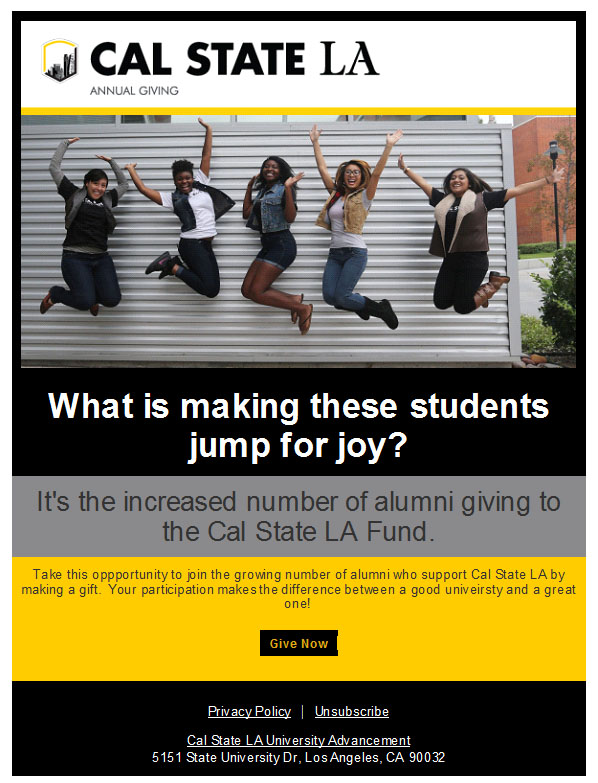 CAL STATE LA
ANNUAL GIVING
What is making these students
jump for joy?
It's the increased number of alumni giving to
the Cal State LA Fund.
Take this oppportunity to join the growing number of alumni who support Cal State LA by
making a gift. Your participation makes the difference between a good univeirsty and a great
one!
Give Now
Privacy Policy | Unsubscribe
Cal State LA University Advancement
5151 State University Dr, Los Angeles, CA 90032